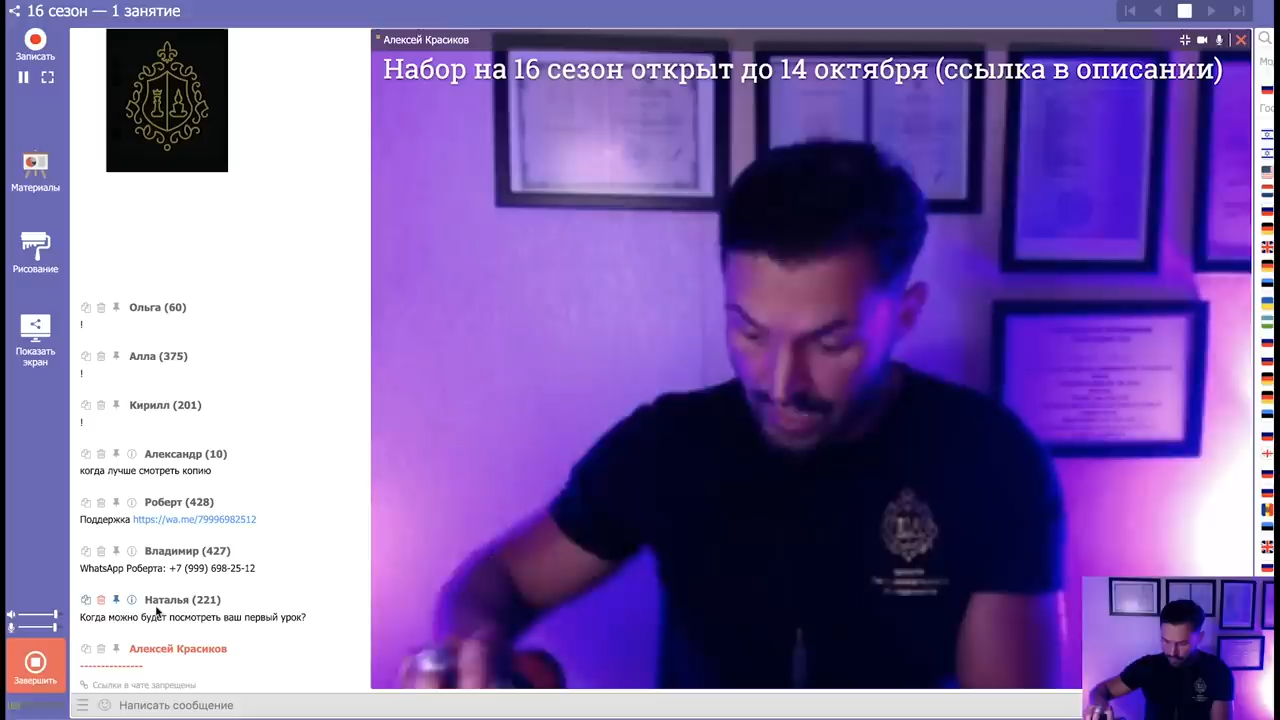 16 сезон — 1 занятие
Записать
Материалы
Рисование
Показать
экран
Завершить
Ольга (60)
!
Алла (375)
!
Кирилл (201)
!
Александр (10)
когда лучше смотреть копию
Роберт (428)
Поддержка https://wa.me/79996982512
Владимир (427)
WhatsApp Роберта: +7 (999) 698-25-12
Наталья (221)
Когда можно будет посмотреть ваш первый урок?
Алексей Красиков
---------------
Ссылки в чате запрещены
Написать сообщение
Алексей Красиков
Набор на 16 сезон открыт до 14 октября (ссылка в описании)
Мо
Гос